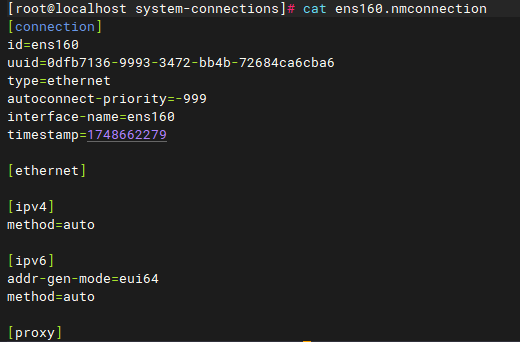 [root@localhost system-connections]# cat ens160.nmconnection
[connection]
id=ens160
uuid=0dfb7136-9993-3472-bb4b-72684ca6cba6
type=ethernet
autoconnect-priority=-999
interface-name=ens160
timestamp=1748662279
[ethernet]
[ipv4]
method=auto
[ipv6]
addr-gen-mode=eui64
method=auto
[proxy]